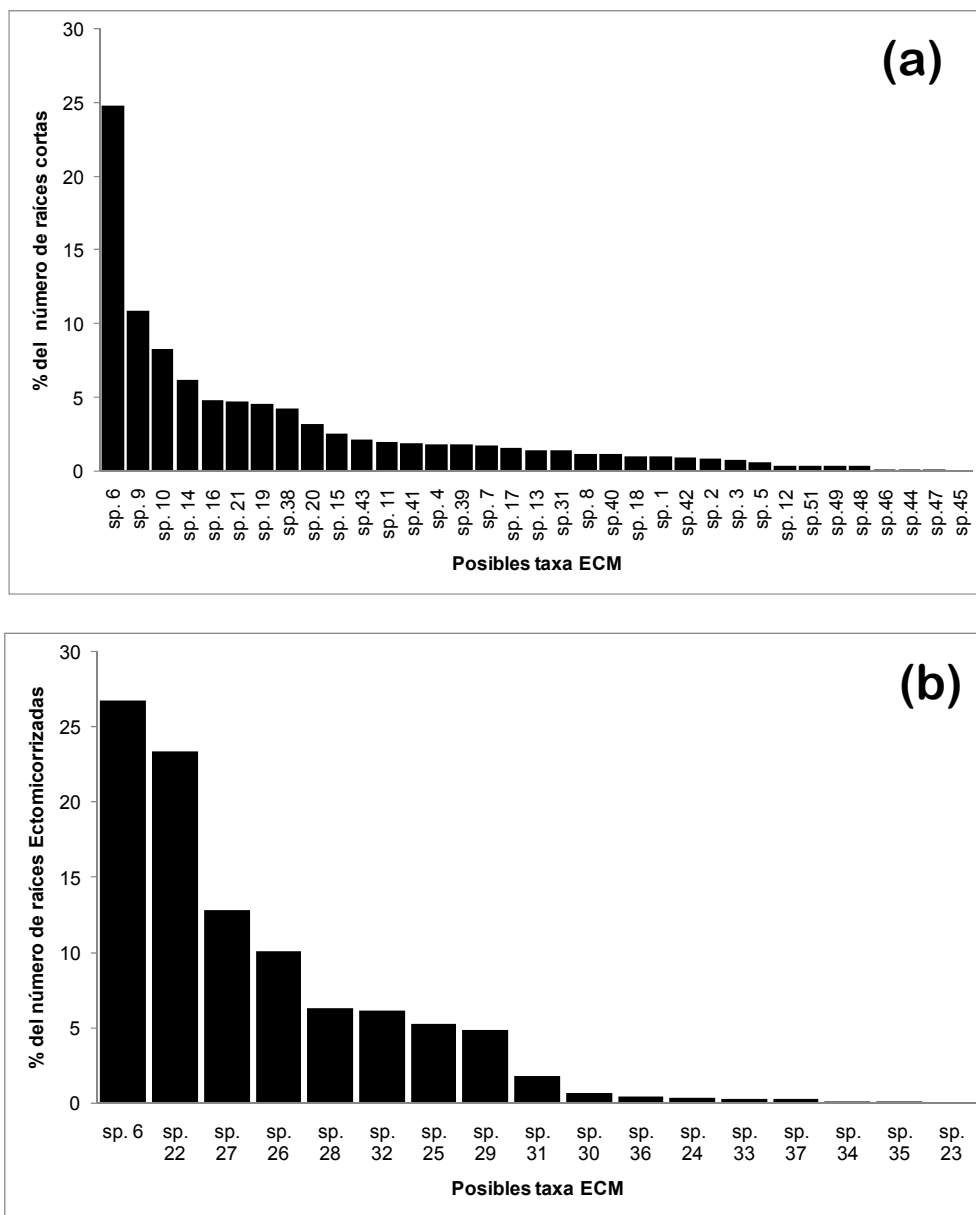 (a)
% del número de raíces cortas
30
25
20
15
10
5
0
sp. 6
sp. 9
sp. 10
sp. 14
sp. 16
sp. 21
sp. 19
sp.38
sp. 20
sp. 15
sp.43
sp. 11
sp.41
sp. 4
sp.39
sp. 7
sp. 17
sp. 13
sp.31
sp. 8
sp.40
sp. 18
sp. 1
sp.42
sp. 2
sp. 3
sp. 5
sp. 12
sp.51
sp.49
sp.48
sp.46
sp.44
sp.47
sp.45
Posibles taxa ECM
(b)
% del número de raíces Ectomicorrizadas
30
25
20
15
10
5
0
sp. 6
sp. 22
sp. 27
sp. 26
sp. 28
sp. 32
sp. 25
sp. 29
sp. 31
sp. 30
sp. 36
sp. 24
sp. 33
sp. 37
sp. 34
sp. 35
sp. 23
Posibles taxa ECM